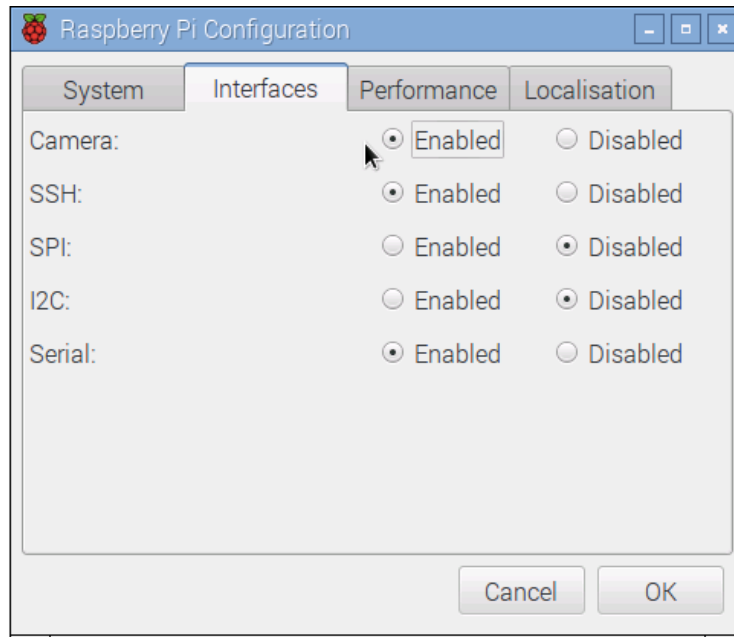 Raspberry Pi Configuration
System Interfaces Performance Localisation
Camera: Enabled Disabled
SSH: Enabled Disabled
SPI: Enabled Disabled
I2C: Enabled Disabled
Serial: Enabled Disabled
Cancel OK